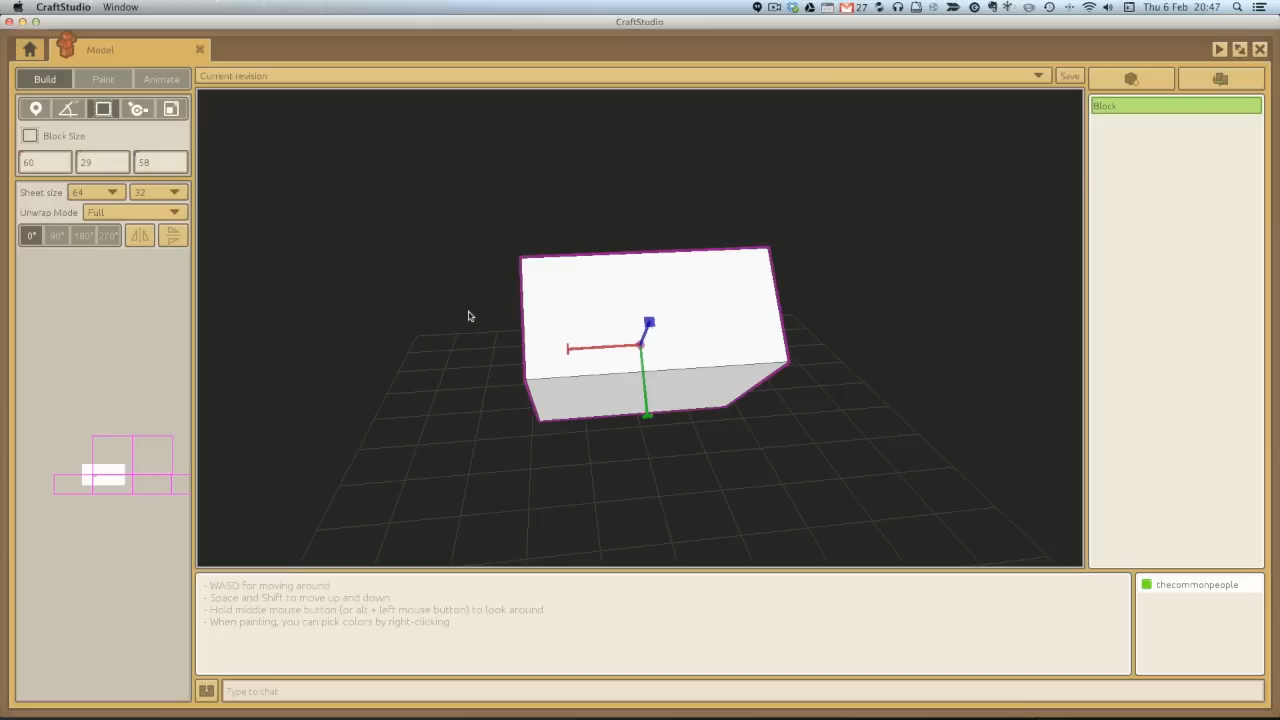 CraftStudio Window
27
Thu 6 Feb 20:47
CraftStudio
Model
Build Paint Animate
Current revision
Save
Block
Block Size
60 29 58
Sheet size 64 32
Unwrap Mode Full
0° 90° 180° 270°
- WASD for moving around
- Space and Shift to move up and down
- Hold middle mouse button (or alt + left mouse button) to look around
- When painting, you can pick colors by right-clicking
thecommonpeople
Type to chat